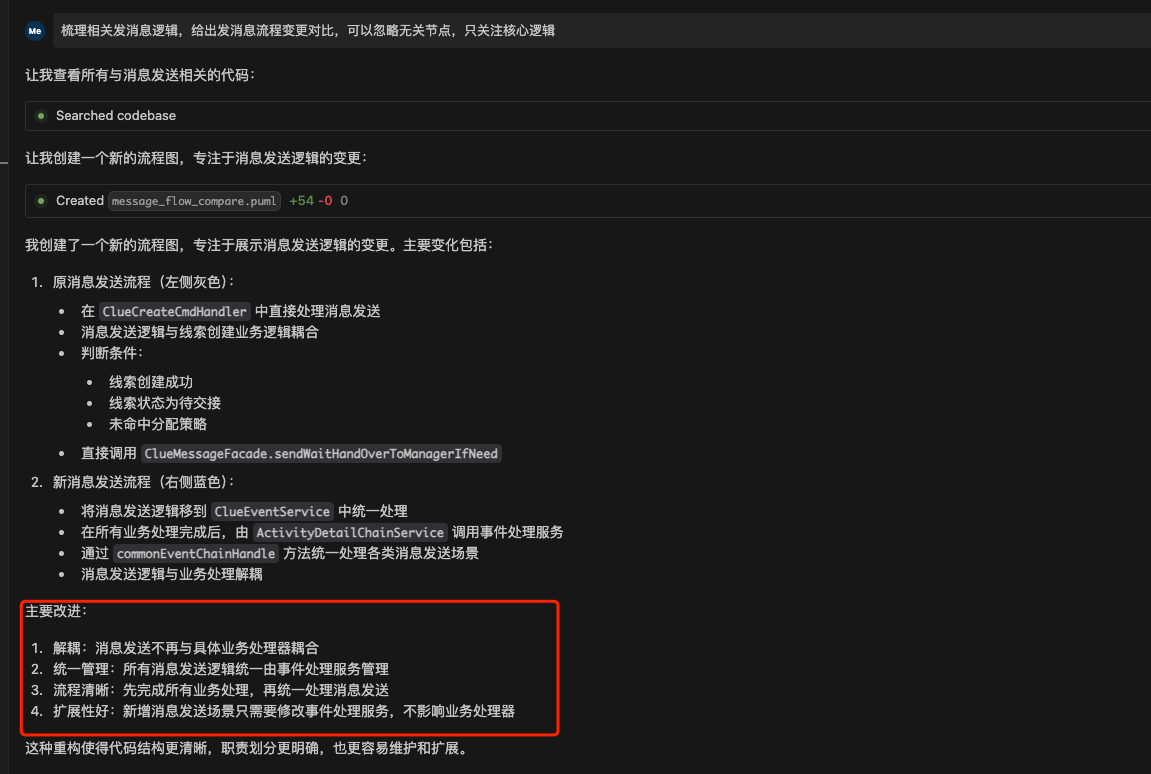 Me
梳理相关发消息逻辑，给出发消息流程变更对比，可以忽略无关节点，只关注核心逻辑
让我查看所有与消息发送相关的代码：
Searched codebase
让我创建一个新的流程图，专注于消息发送逻辑的变更：
Created message_flow_compare.puml +54 -0 0
我创建了一个新的流程图，专注于展示消息发送逻辑的变更。主要变化包括：
1. 原消息发送流程（左侧灰色）：
• 在 ClueCreateCmdHandler 中直接处理消息发送
• 消息发送逻辑与线索创建业务逻辑耦合
• 判断条件：
• 线索创建成功
• 线索状态为待交接
• 未命中分配策略
• 直接调用 ClueMessageFacade.sendWaitHandOverToManagerIfNeed
2. 新消息发送流程（右侧蓝色）：
• 将消息发送逻辑移到 ClueEventService 中统一处理
• 在所有业务处理完成后，由 ActivityDetailChainService 调用事件处理服务
• 通过 commonEventChainHandle 方法统一处理各类消息发送场景
• 消息发送逻辑与业务处理解耦
主要改进：
1. 解耦：消息发送不再与具体业务处理器耦合
2. 统一管理：所有消息发送逻辑统一由事件处理服务管理
3. 流程清晰：先完成所有业务处理，再统一处理消息发送
4. 扩展性好：新增消息发送场景只需要修改事件处理服务，不影响业务处理器
这种重构使得代码结构更清晰，职责划分更明确，也更容易维护和扩展。